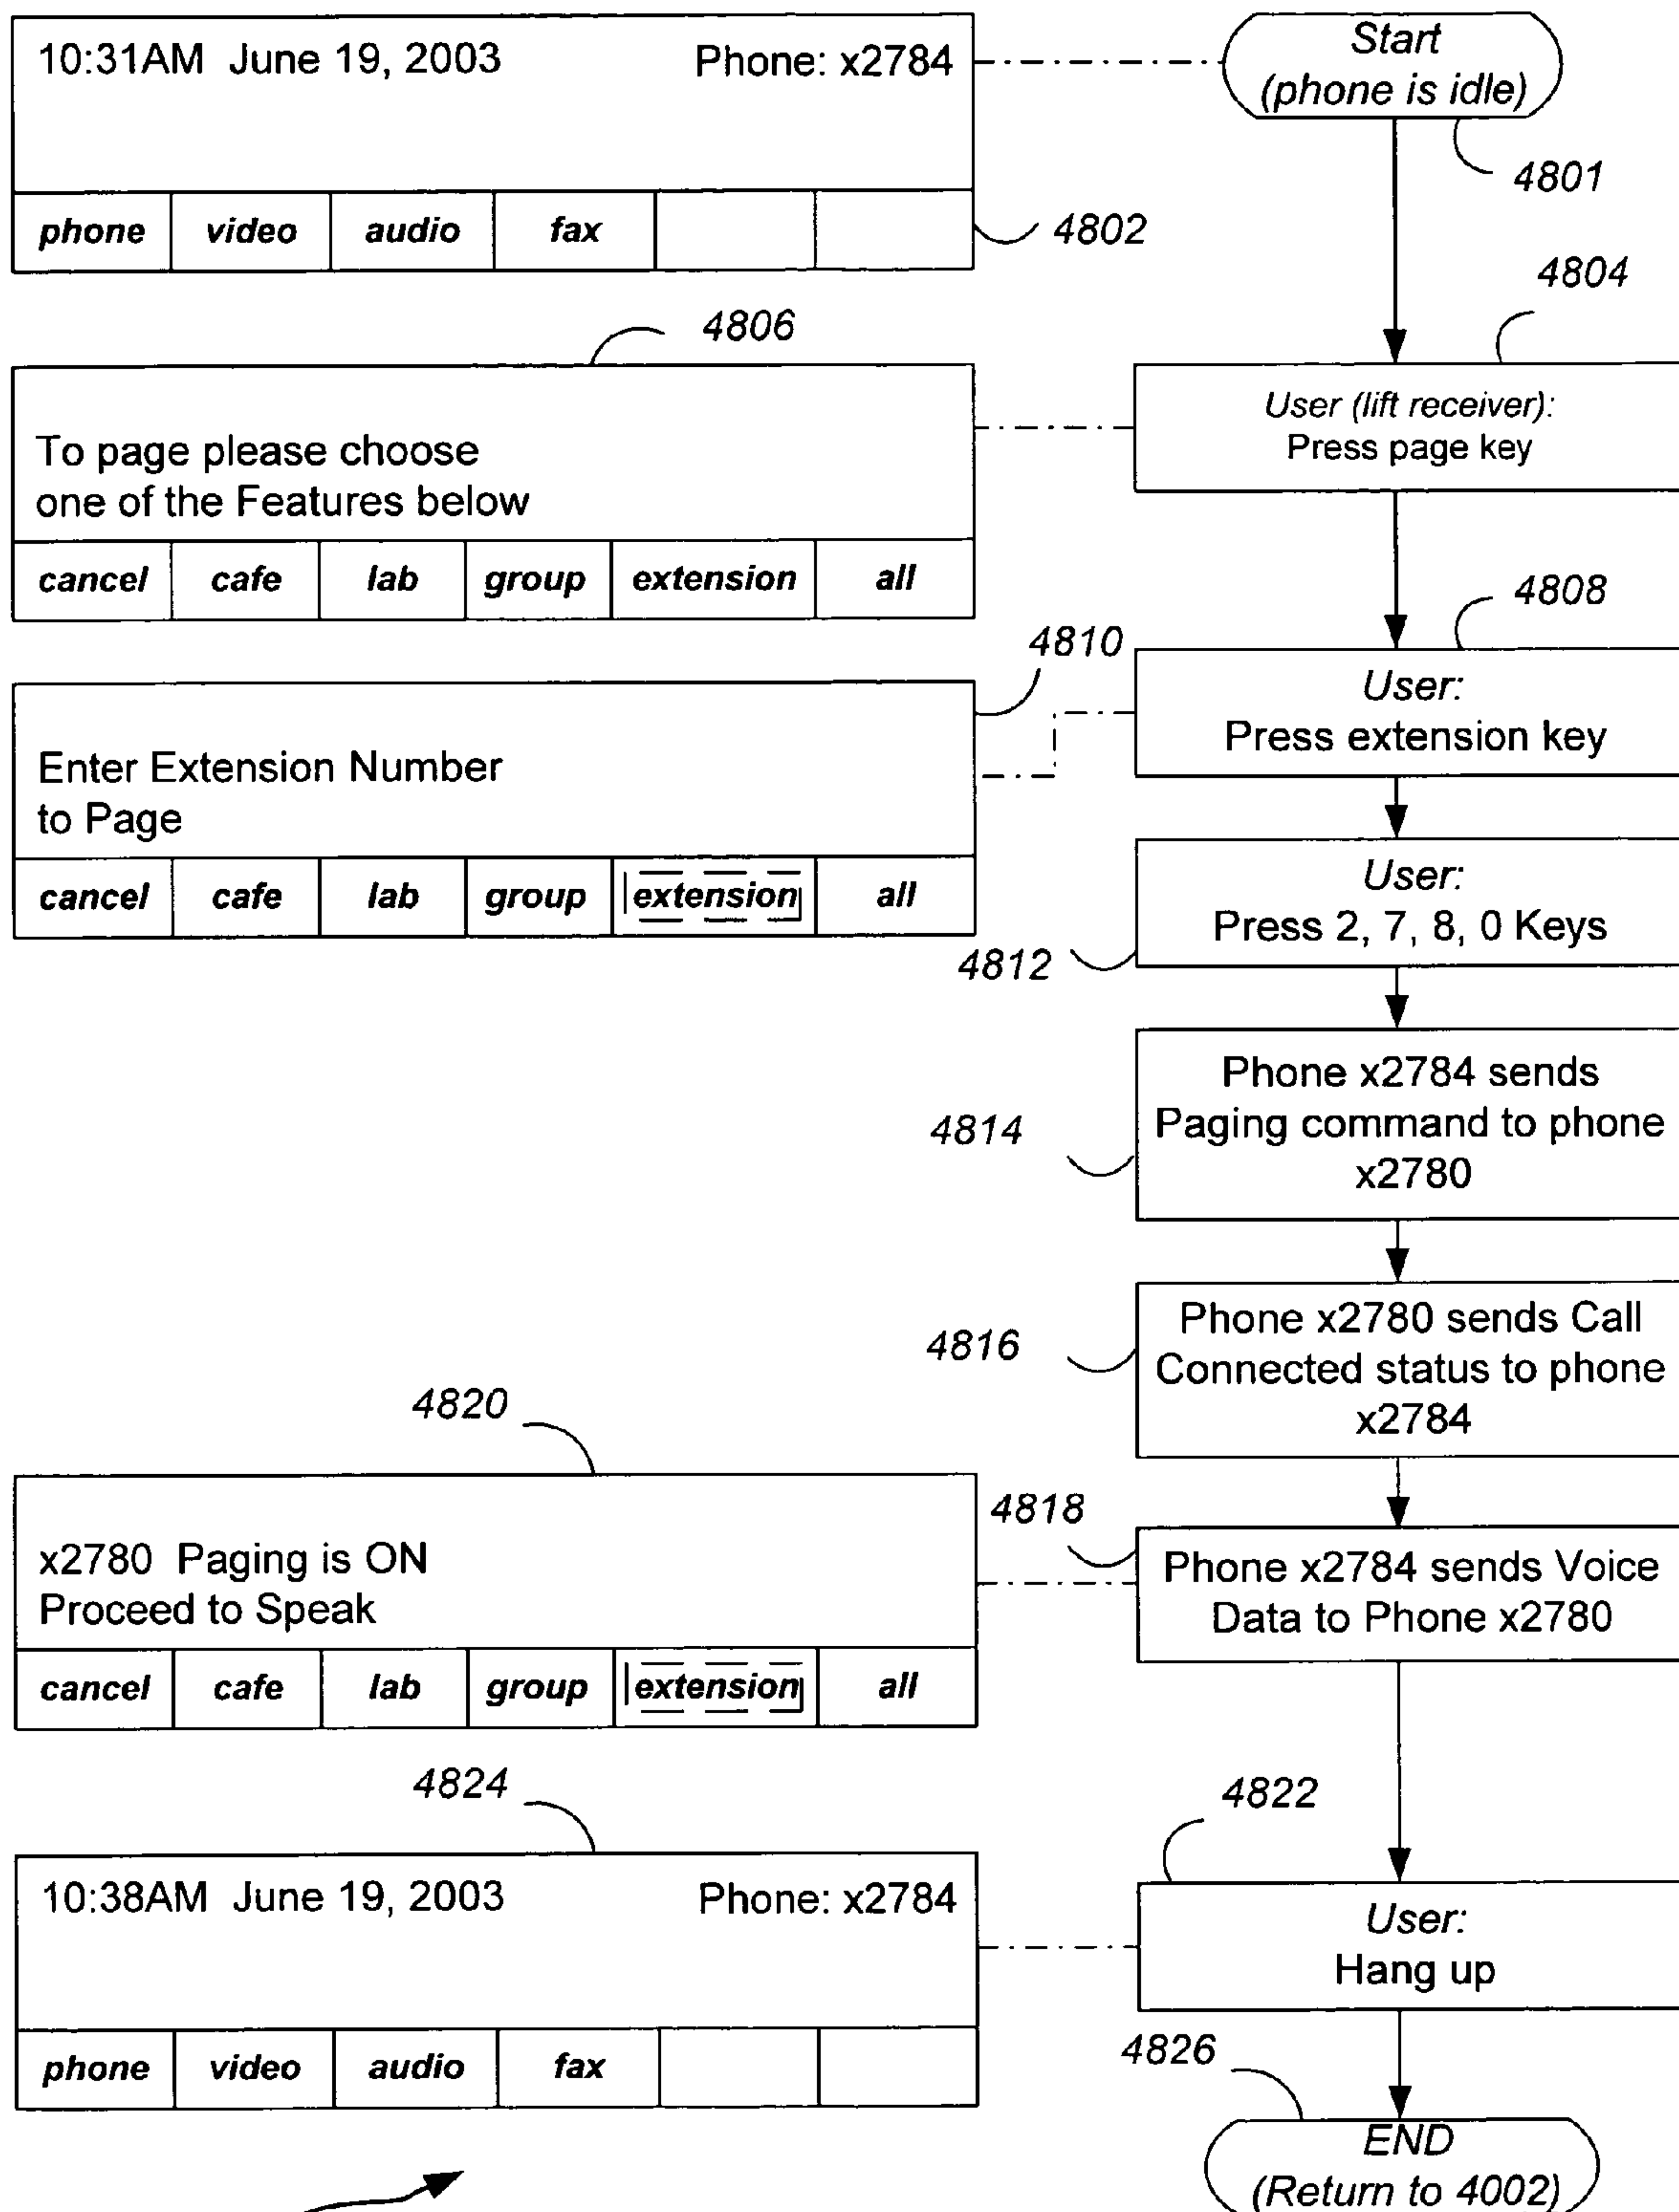 10:31AM June 19, 2003 Phone: x2784
phone video audio fax
4802
Start
(phone is idle)
4801
4804
4806
To page please choose
one of the Features below
cancel cafe lab group extension all
User (lift receiver):
Press page key
4808
4810
Enter Extension Number
to Page
cancel cafe lab group extension all
User:
Press extension key
User:
Press 2, 7, 8, 0 Keys
4812
Phone x2784 sends
Paging command to phone
x2780
4814
Phone x2780 sends Call
Connected status to phone
x2784
4816
4820
x2780 Paging is ON
Proceed to Speak
cancel cafe lab group extension all
4818
Phone x2784 sends Voice
Data to Phone x2780
4824
10:38AM June 19, 2003 Phone: x2784
phone video audio fax
4822
User:
Hang up
4826
END
(Return to 4002)